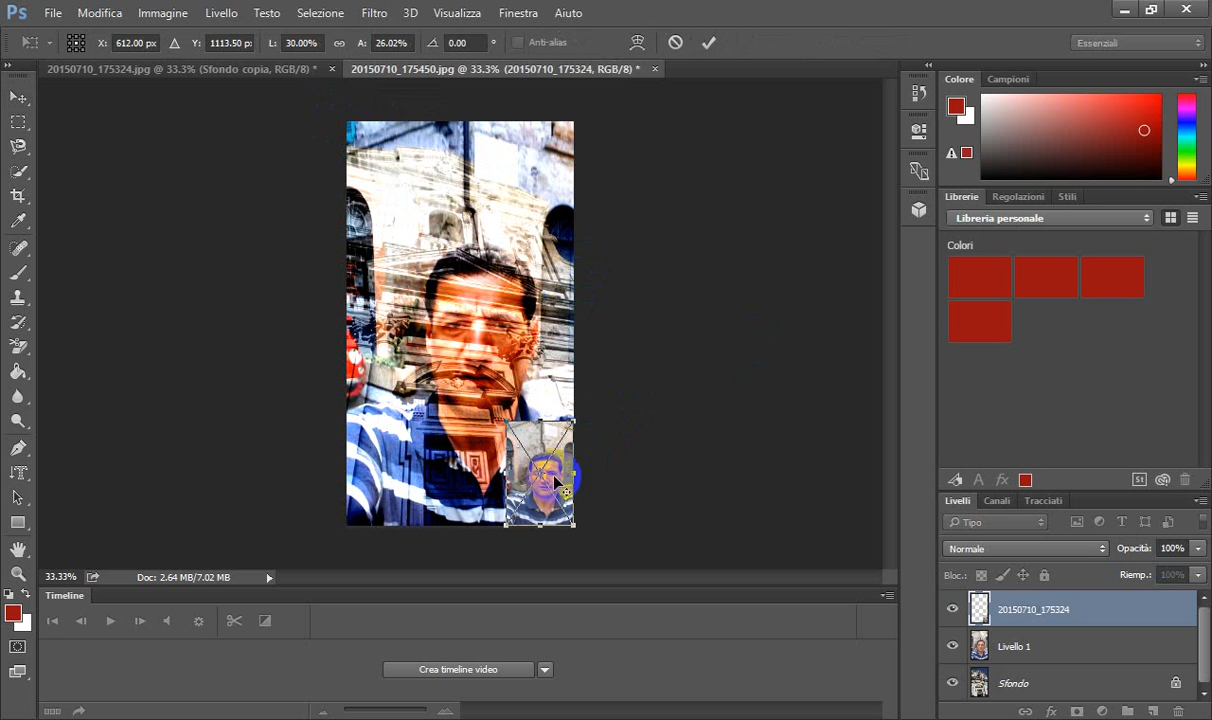 Ps File Modifica Immagine Livello Testo Selezione Filtro 3D Visualizza Finestra Aiuto
X: 612.00 px Y: 1113.50 px L: 30.00% A: 26.02% 0.00 ° Anti-alias Essenziali
20150710_175324.jpg @ 33.3% (Sfondo copia, RGB/8) * × 20150710_175450.jpg @ 33.3% (20150710_175324, RGB/8) * ×
Colore Campioni
Librerie Regolazioni Stili
Libreria personale
Colori
St
Livelli Canali Tracciati
Tipo
Normale Opacità: 100%
Bloc.: Riemp.: 100%
20150710_175324
Livello 1
Sfondo
33.33% Doc: 2.64 MB/7.02 MB
Timeline
Crea timeline video